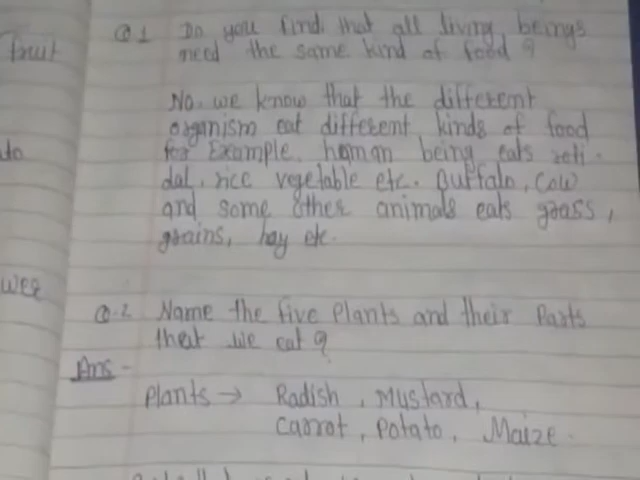 fruit
Q 1 Do you find that all living beings
need the same kind of food ?
No. we know that the different
organism eat different kinds of food
for Example. human being eats roti.
do
dal, rice vegetable etc. Buffalo, Cow
and some other animals eats grass,
grains, hay etc.
Q.2 Name the five Plants and their Parts
that we eat ?
Ans -
Plants → Radish, Mustard,
Carrot, Potato, Maize.